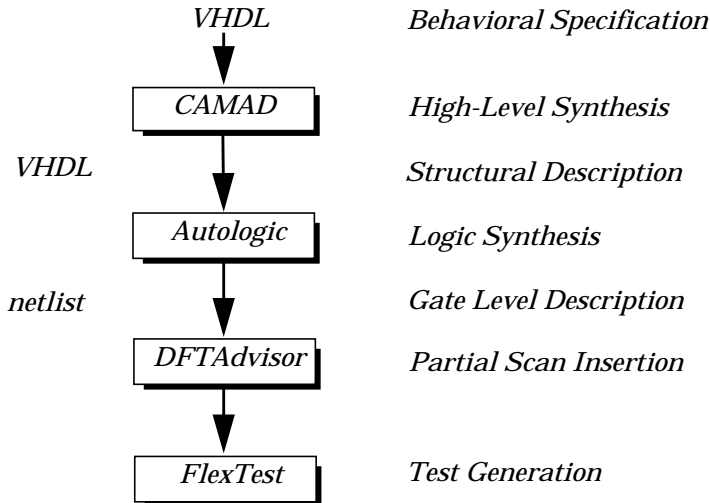 VHDL Behavioral Specification
CAMAD High-Level Synthesis
VHDL Structural Description
Autologic Logic Synthesis
netlist Gate Level Description
DFTAdvisor Partial Scan Insertion
FlexTest Test Generation